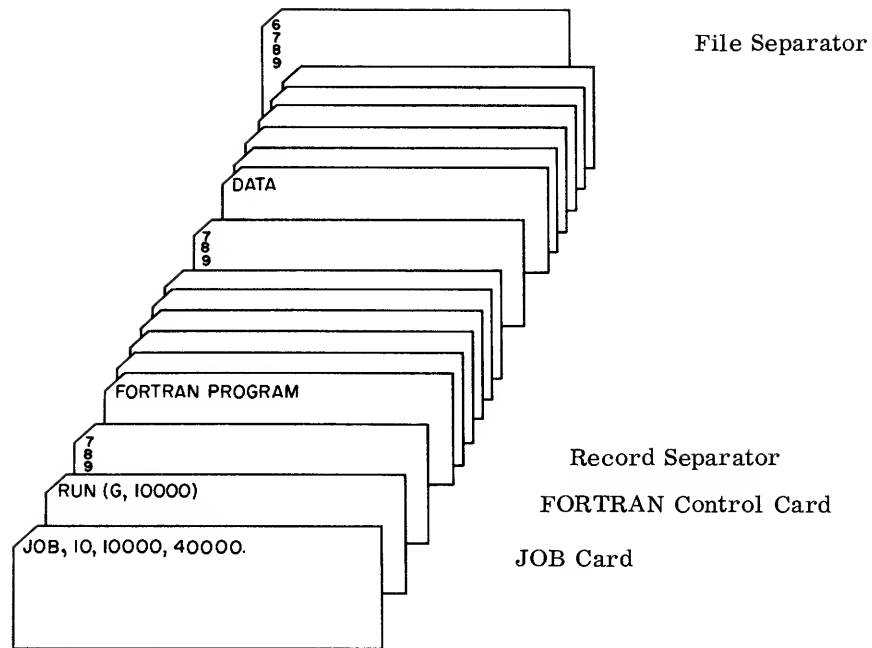 6
7
8
9
File Separator
DATA
7
8
9
FORTRAN PROGRAM
7
8
9
Record Separator
RUN (G, 10000)
FORTRAN Control Card
JOB, 10, 10000, 40000.
JOB Card